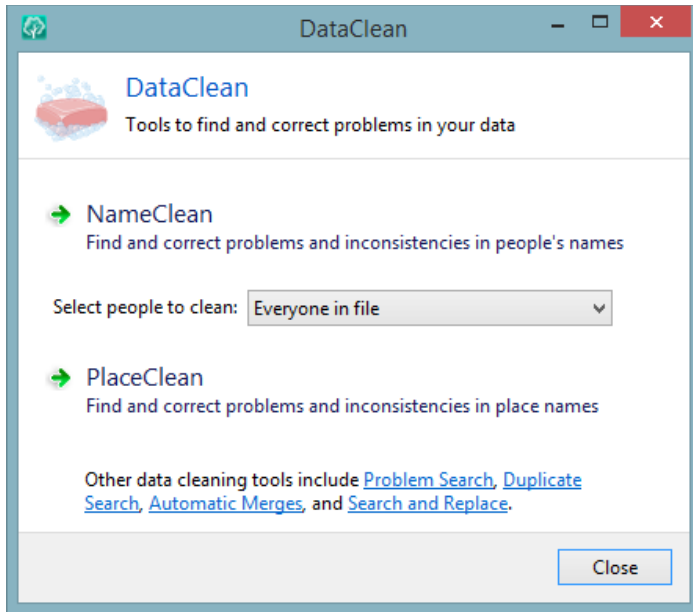 DataClean
DataClean
Tools to find and correct problems in your data
NameClean
Find and correct problems and inconsistencies in people's names
Select people to clean: Everyone in file
PlaceClean
Find and correct problems and inconsistencies in place names
Other data cleaning tools include Problem Search, Duplicate
Search, Automatic Merges, and Search and Replace.
Close